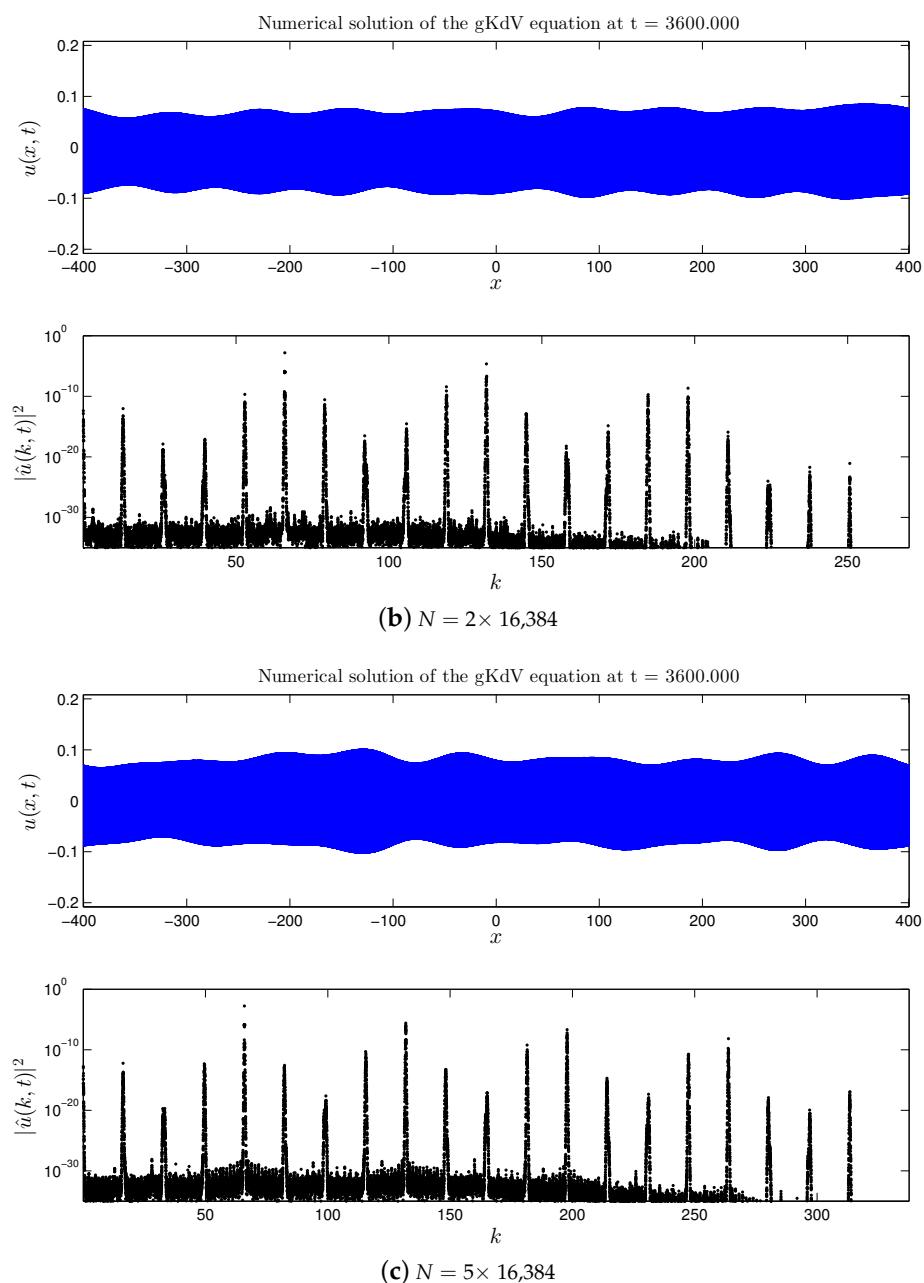 Numerical solution of the gKdV equation at t = 3600.000
0.2
0.1
0
−0.1
−0.2
u(x, t)
−400 −300 −200 −100 0 100 200 300 400
x
10^0
10^−10
10^−20
10^−30
|û(k, t)|^2
50 100 150 200 250
k
(b) N = 2× 16,384
Numerical solution of the gKdV equation at t = 3600.000
0.2
0.1
0
−0.1
−0.2
u(x, t)
−400 −300 −200 −100 0 100 200 300 400
x
10^0
10^−10
10^−20
10^−30
|û(k, t)|^2
50 100 150 200 250 300
k
(c) N = 5× 16,384